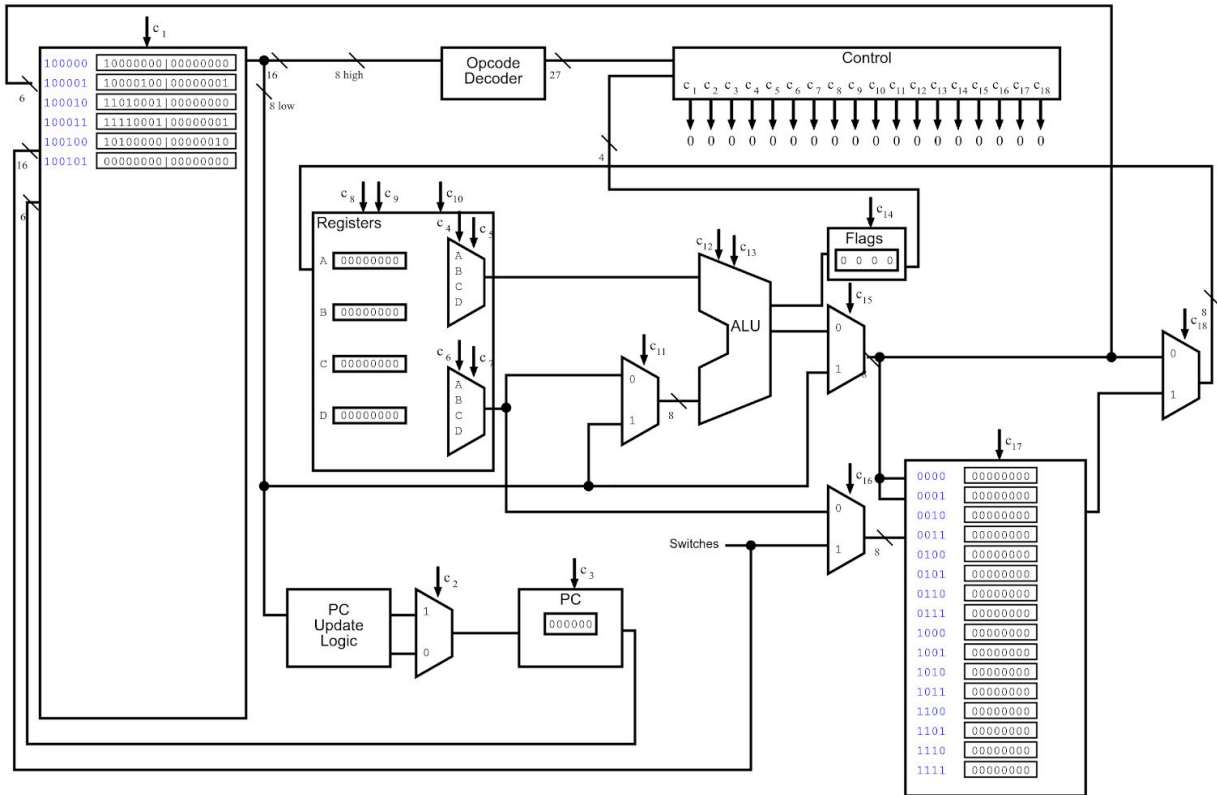 c1
100000 10000000|00000000
100001 10000100|00000001
100010 11010001|00000000
100011 11110001|00000001
100100 10100000|00000010
100101 00000000|00000000
6
16
6
16
8 high
8 low
Opcode
Decoder
27
Control
c1 c2 c3 c4 c5 c6 c7 c8 c9 c10 c11 c12 c13 c14 c15 c16 c17 c18
0 0 0 0 0 0 0 0 0 0 0 0 0 0 0 0 0 0
4
c8 c9 c10
Registers
A 00000000
B 00000000
C 00000000
D 00000000
c4 c5
A
B
C
D
c6 c7
A
B
C
D
c11
0
1
8
c12 c13
ALU
c14
Flags
0 0 0 0
c15
0
1
8
8
c18
0
1
c16
0
1
8
Switches
c17
0000 00000000
0001 00000000
0010 00000000
0011 00000000
0100 00000000
0101 00000000
0110 00000000
0111 00000000
1000 00000000
1001 00000000
1010 00000000
1011 00000000
1100 00000000
1101 00000000
1110 00000000
1111 00000000
PC
Update
Logic
c2
1
0
c3
PC
000000